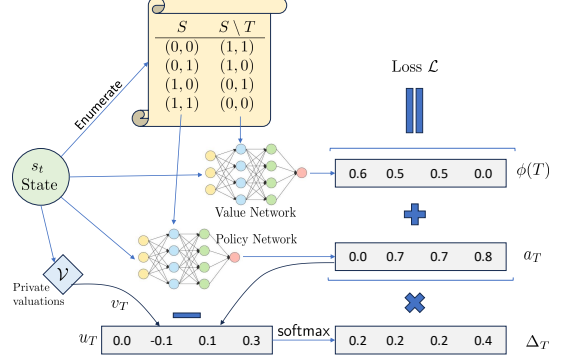 S S \ T
(0, 0) (1, 1)
(0, 1) (1, 0)
(1, 0) (0, 1)
(1, 1) (0, 0)
Loss ℒ
Enumerate
s_t
State
0.6 0.5 0.5 0.0 ϕ(T)
Value Network
Policy Network
0.0 0.7 0.7 0.8 a_T
𝒱
Private
valuations
v_T
u_T 0.0 -0.1 0.1 0.3
softmax
0.2 0.2 0.2 0.4 Δ_T